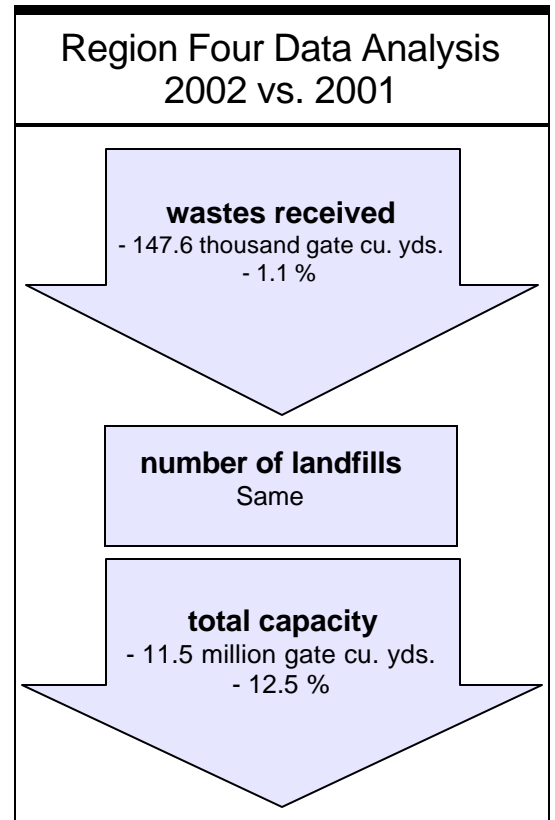 Region Four Data Analysis
2002 vs. 2001
wastes received
- 147.6 thousand gate cu. yds.
- 1.1 %
number of landfills
Same
total capacity
- 11.5 million gate cu. yds.
- 12.5 %